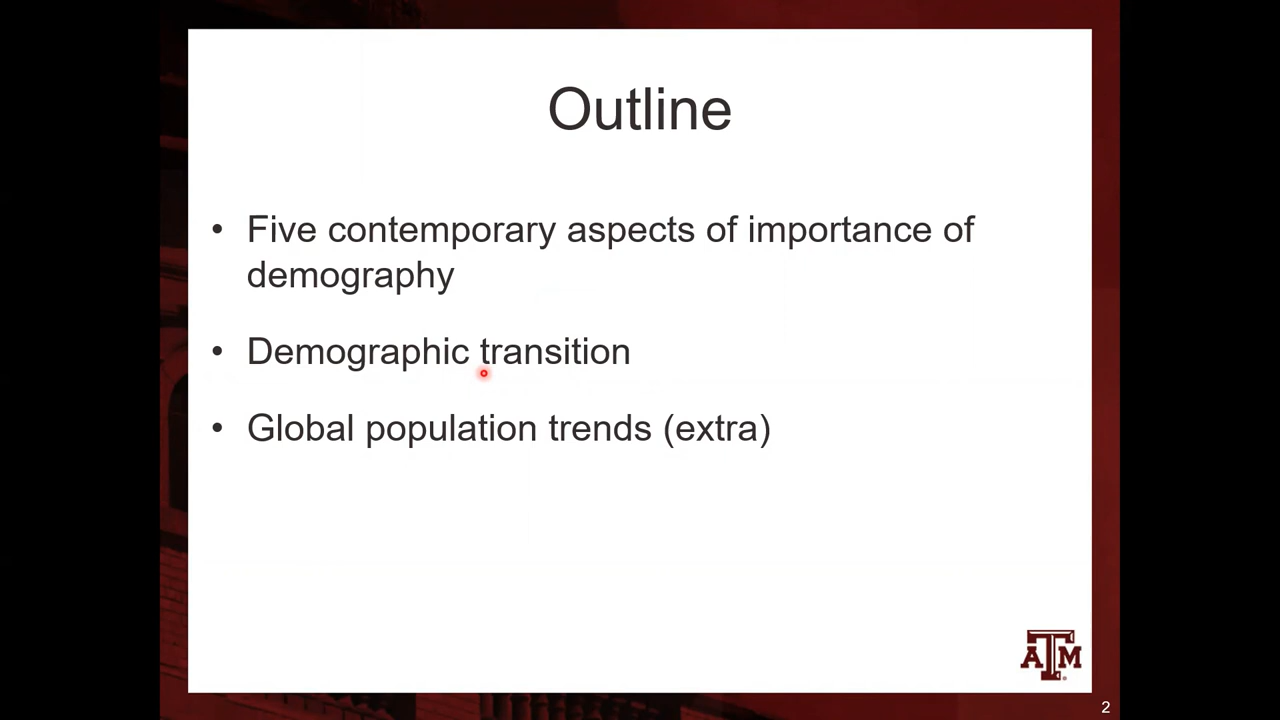 Outline
• Five contemporary aspects of importance of
demography
• Demographic transition
• Global population trends (extra)
ATM
2